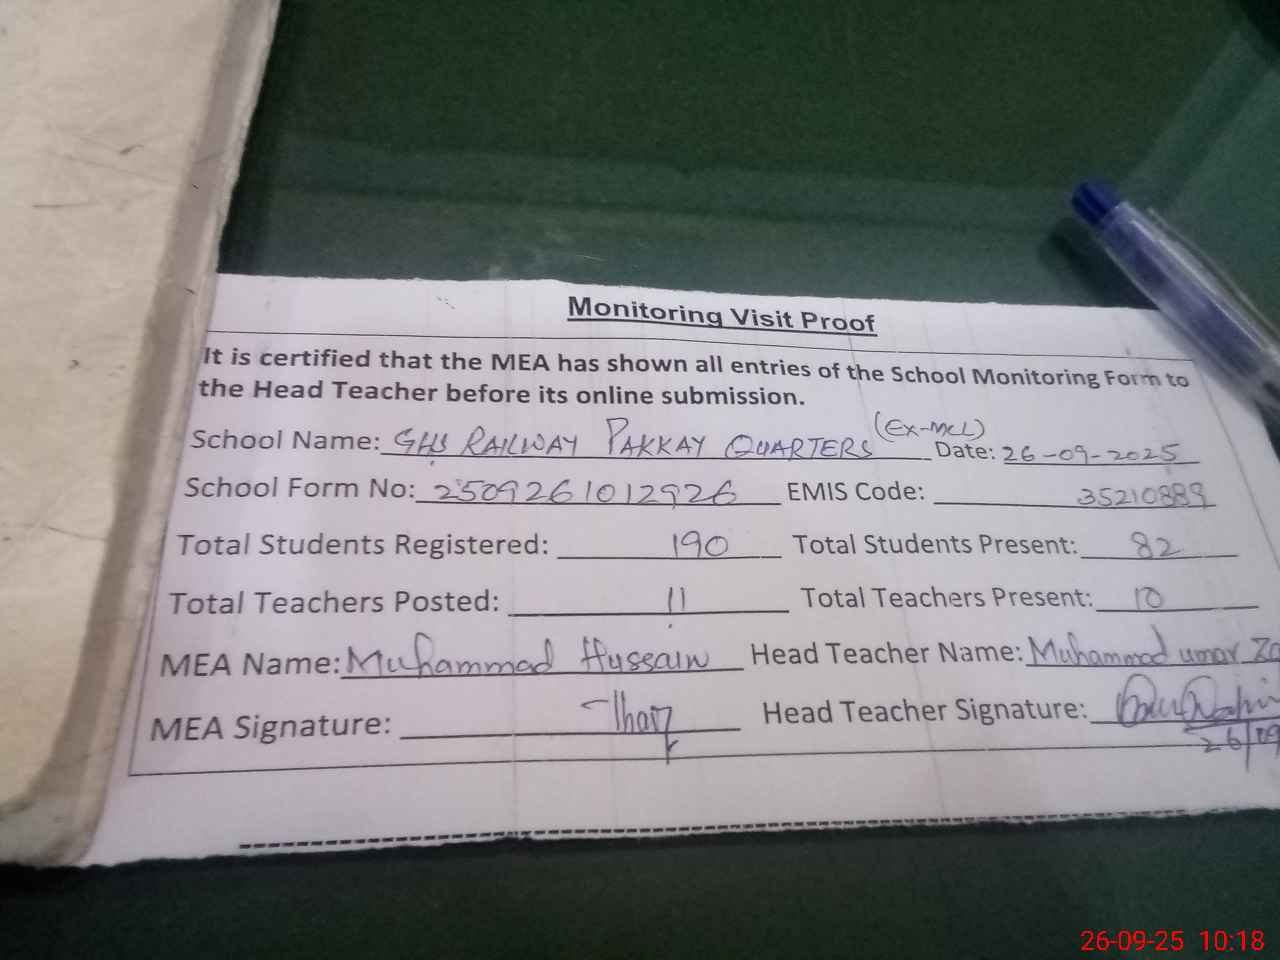 Monitoring Visit Proof
It is certified that the MEA has shown all entries of the School Monitoring Form to
the Head Teacher before its online submission.
(EX-MCL)
School Name: GHS RAILWAY PAKKAY QUARTERS Date: 26-09-2025
School Form No: 2509261012926 EMIS Code: 35210889
Total Students Registered: 190 Total Students Present: 82
Total Teachers Posted: 11 Total Teachers Present: 10
MEA Name: Muhammad Hussain Head Teacher Name: Muhammad umar
MEA Signature: Head Teacher Signature:
26/09
26-09-25 10:18